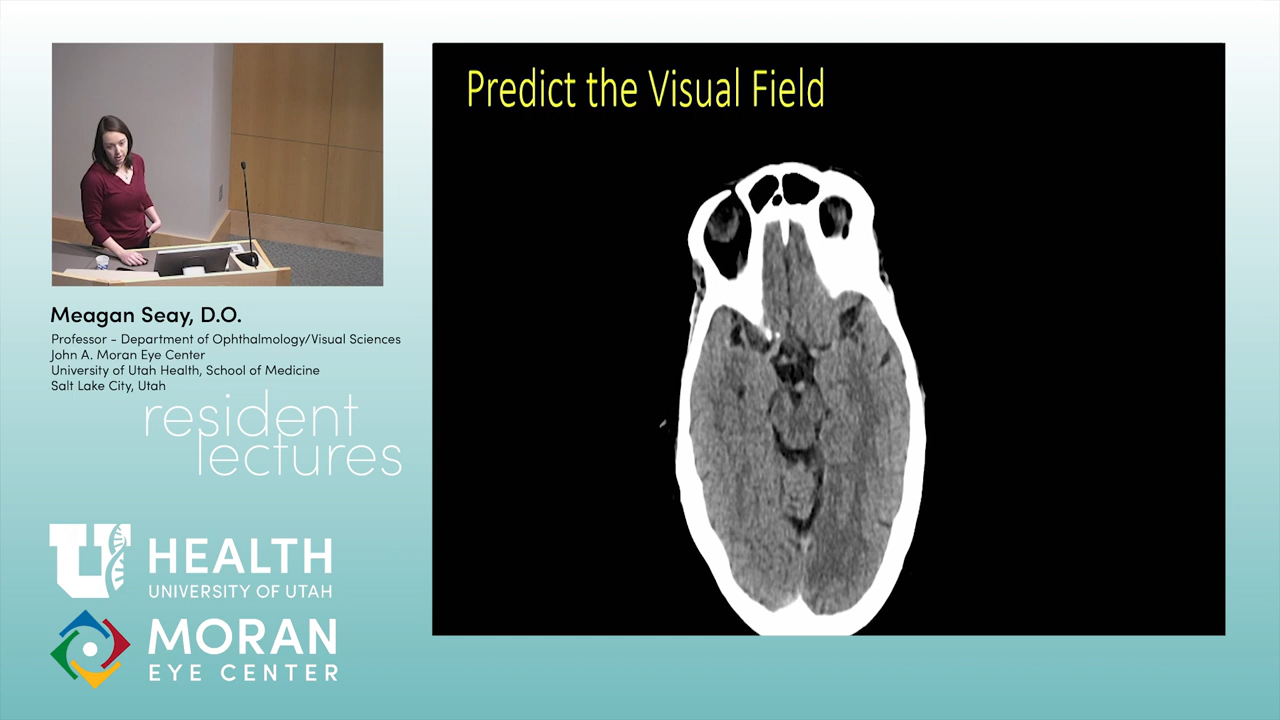 Predict the Visual Field
Meagan Seay, D.O.
Professor - Department of Ophthalmology/Visual Sciences
John A. Moran Eye Center
University of Utah Health, School of Medicine
Salt Lake City, Utah
resident
lectures
U HEALTH
UNIVERSITY OF UTAH
MORAN
EYE CENTER